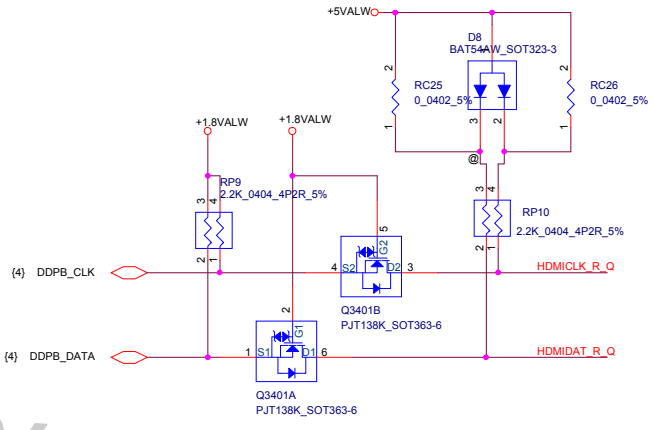 +5VALW
D8
BAT54AW_SOT323-3
1
2
RC25
0_0402_5%
1
2
RC26
0_0402_5%
1
3
2
@
+1.8VALW
+1.8VALW
RP9
2.2K_0404_4P2R_5%
3
4
2
1
3
4
RP10
2.2K_0404_4P2R_5%
2
1
5
G2
{4} DDPB_CLK
4
S2
D2
3
HDMICLK_R_Q
Q3401B
PJT138K_SOT363-6
2
G1
{4} DDPB_DATA
1
S1
D1
6
HDMIDAT_R_Q
Q3401A
PJT138K_SOT363-6